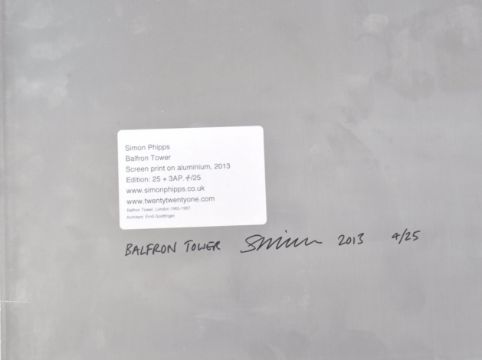 Simon Phipps
Balfron Tower
Screen print on aluminium, 2013
Edition: 25 + 3AP, 4/25
www.simonphipps.co.uk
www.twentytwentyone.com
Balfron Tower, London 1965-1967
Architect: Ernö Goldfinger
BALFRON TOWER Simon 2013 4/25